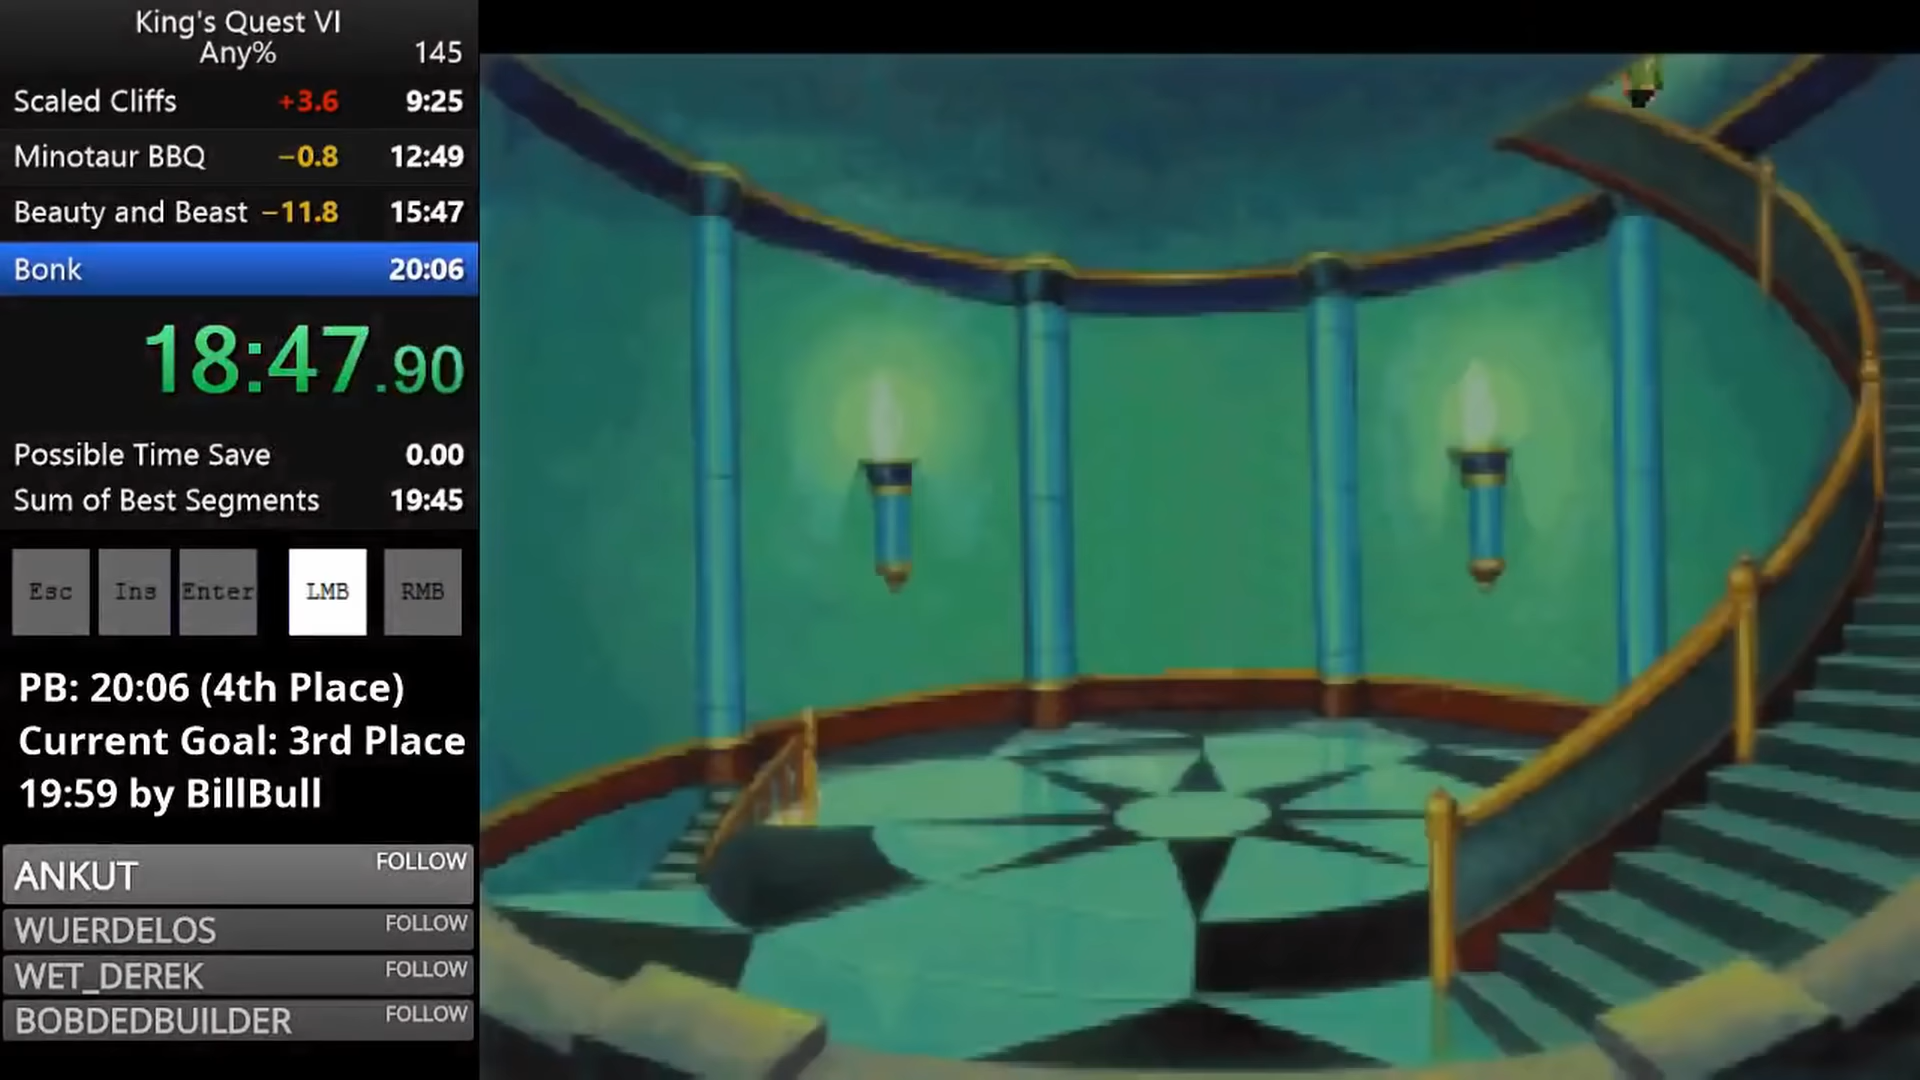 King's Quest VI
Any% 145
Scaled Cliffs +3.6 9:25
Minotaur BBQ −0.8 12:49
Beauty and Beast −11.8 15:47
Bonk 20:06
18:47.90
Possible Time Save 0.00
Sum of Best Segments 19:45
Esc Ins Enter LMB RMB
PB: 20:06 (4th Place)
Current Goal: 3rd Place
19:59 by BillBull
ANKUT FOLLOW
WUERDELOS FOLLOW
WET_DEREK FOLLOW
BOBDEDBUILDER FOLLOW